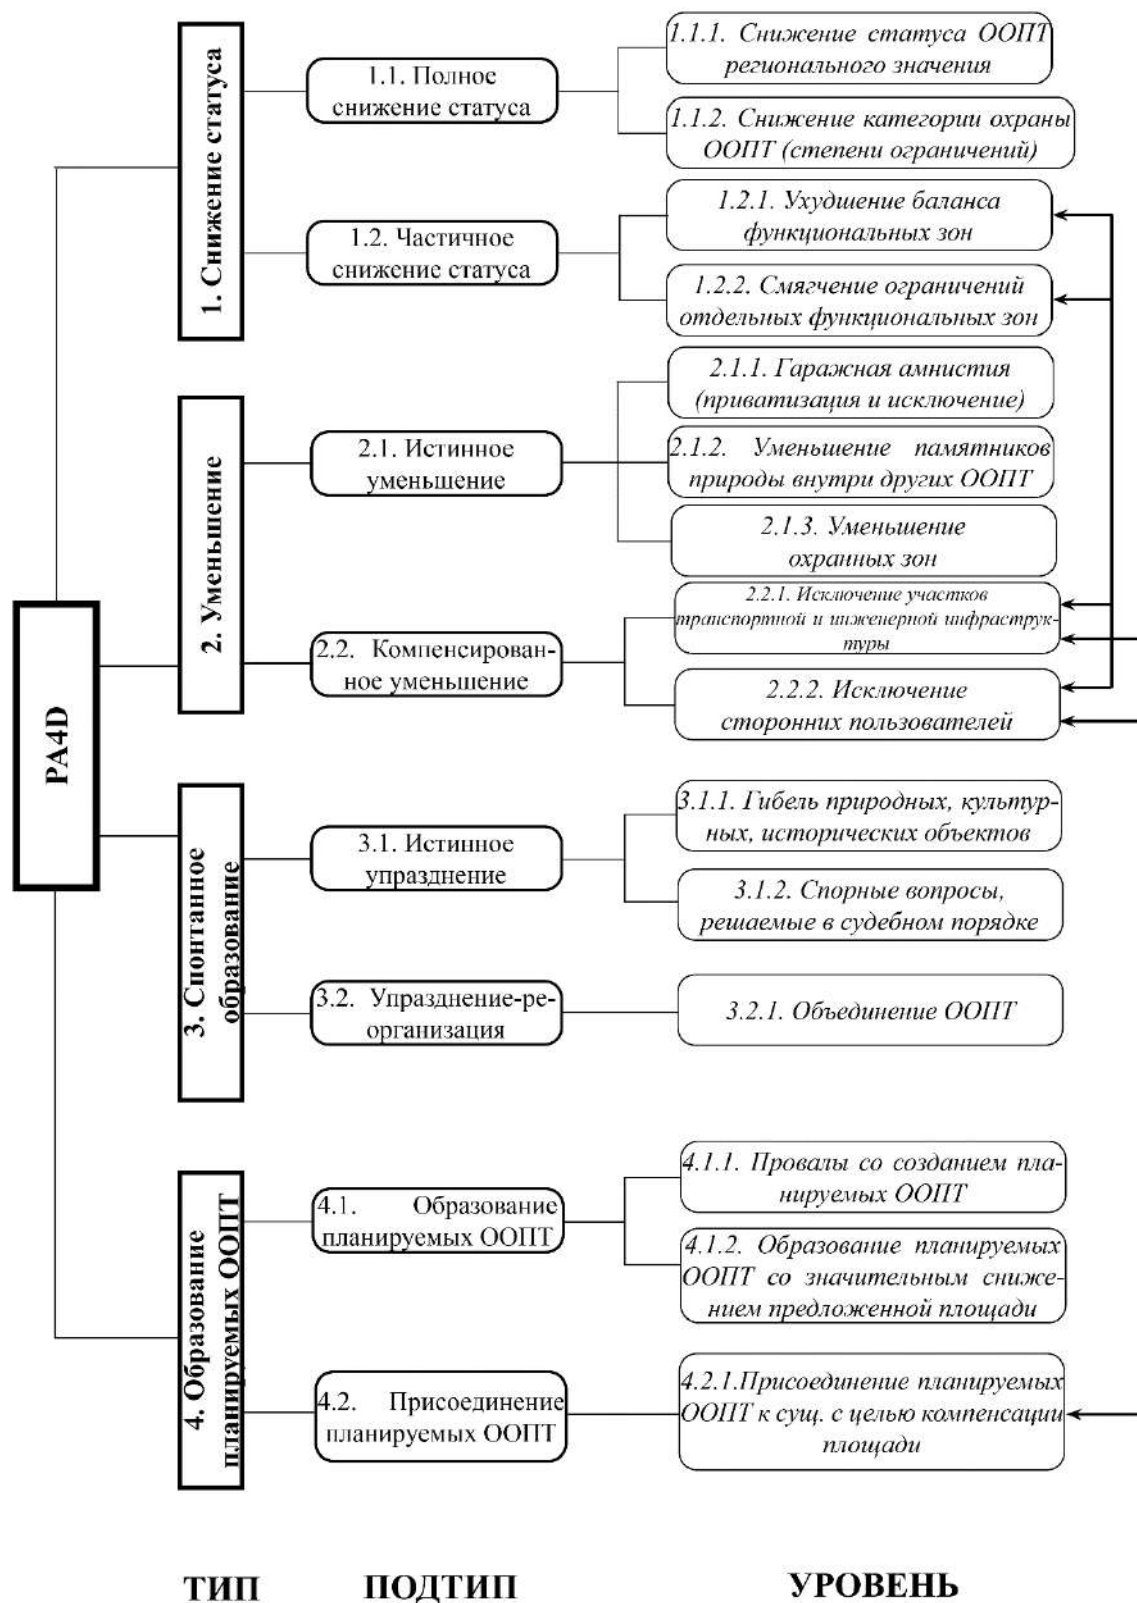 PA4D
1. Снижение статуса
1.1. Полное
снижение статуса
1.1.1. Снижение статуса ООПТ
регионального значения
1.1.2. Снижение категории охраны
ООПТ (степени ограничений)
1.2. Частичное
снижение статуса
1.2.1. Ухудшение баланса
функциональных зон
1.2.2. Смягчение ограничений
отдельных функциональных зон
2. Уменьшение
2.1. Истинное
уменьшение
2.1.1. Гаражная амнистия
(приватизация и исключение)
2.1.2. Уменьшение памятников
природы внутри других ООПТ
2.1.3. Уменьшение
охранных зон
2.2. Компенсирован-
ное уменьшение
2.2.1. Исключение участков
транспортной и инженерной инфраструк-
туры
2.2.2. Исключение
сторонних пользователей
3. Спонтанное
образование
3.1. Истинное
упразднение
3.1.1. Гибель природных, культур-
ных, исторических объектов
3.1.2. Спорные вопросы,
решаемые в судебном порядке
3.2. Упразднение-ре-
организация
3.2.1. Объединение ООПТ
4. Образование
планируемых ООПТ
4.1. Образование
планируемых ООПТ
4.1.1. Провалы со созданием пла-
нируемых ООПТ
4.1.2. Образование планируемых
ООПТ со значительным сниже-
нием предложенной площади
4.2. Присоединение
планируемых ООПТ
4.2.1.Присоединение планируемых
ООПТ к сущ. с целью компенсации
площади
ТИП
ПОДТИП
УРОВЕНЬ